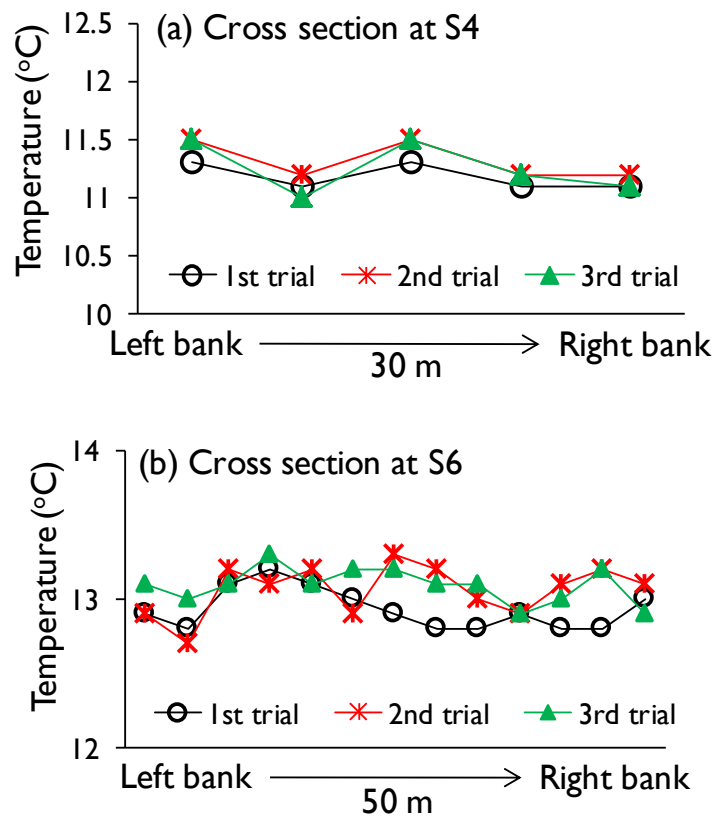 (a) Cross section at S4
Temperature (°C)
12.5
12
11.5
11
10.5
10
1st trial 2nd trial 3rd trial
Left bank Right bank
30 m
(b) Cross section at S6
Temperature (°C)
14
13
12
1st trial 2nd trial 3rd trial
Left bank Right bank
50 m